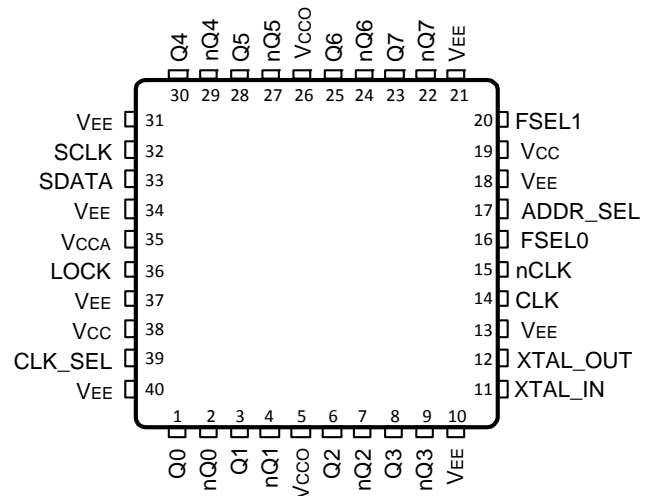 Q4 nQ4 Q5 nQ5 VCCO Q6 nQ6 Q7 nQ7 VEE
30 29 28 27 26 25 24 23 22 21
VEE 31 20 FSEL1
SCLK 32 19 VCC
SDATA 33 18 VEE
VEE 34 17 ADDR_SEL
VCCA 35 16 FSEL0
LOCK 36 15 nCLK
VEE 37 14 CLK
VCC 38 13 VEE
CLK_SEL 39 12 XTAL_OUT
VEE 40 11 XTAL_IN
1 2 3 4 5 6 7 8 9 10
Q0 nQ0 Q1 nQ1 VCCO Q2 nQ2 Q3 nQ3 VEE